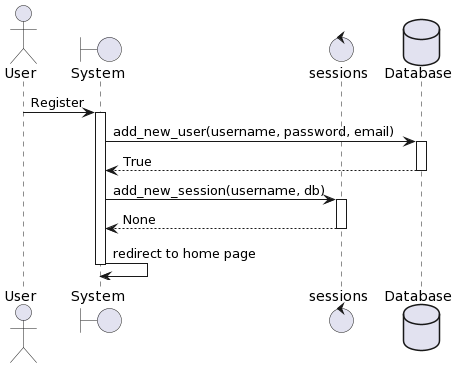 User System sessions Database
Register
add_new_user(username, password, email)
True
add_new_session(username, db)
None
redirect to home page
User System sessions Database